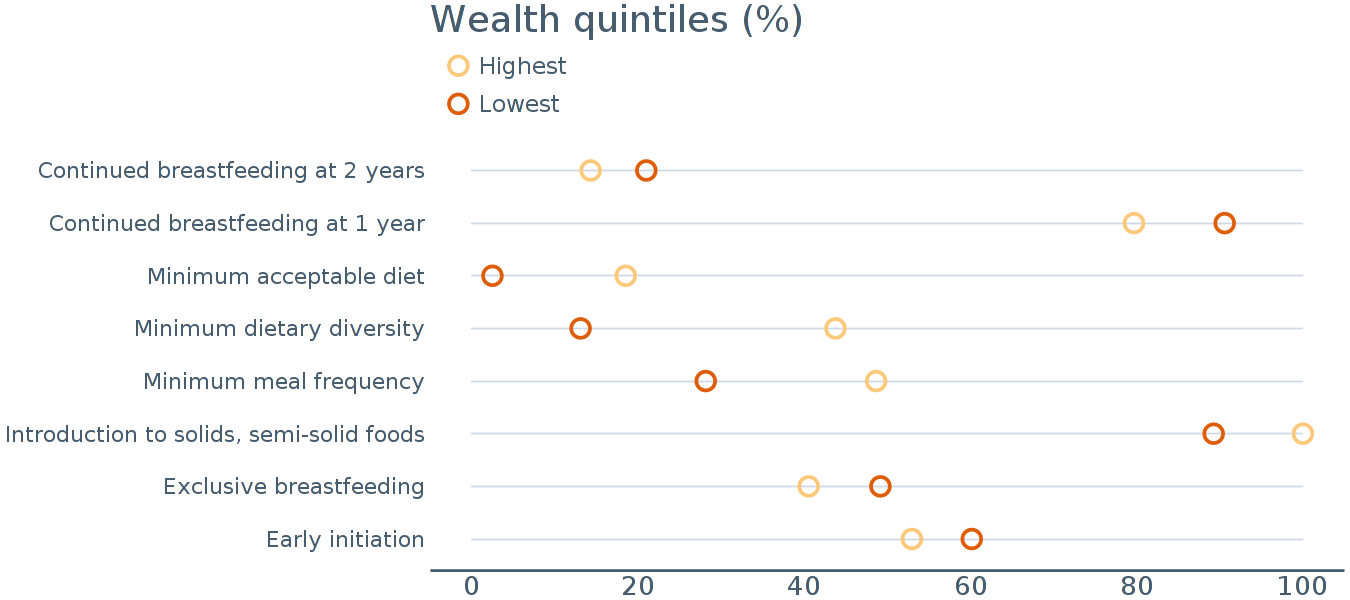 Wealth quintiles (%)
Highest
Lowest
Continued breastfeeding at 2 years
Continued breastfeeding at 1 year
Minimum acceptable diet
Minimum dietary diversity
Minimum meal frequency
Introduction to solids, semi-solid foods
Exclusive breastfeeding
Early initiation
0 20 40 60 80 100